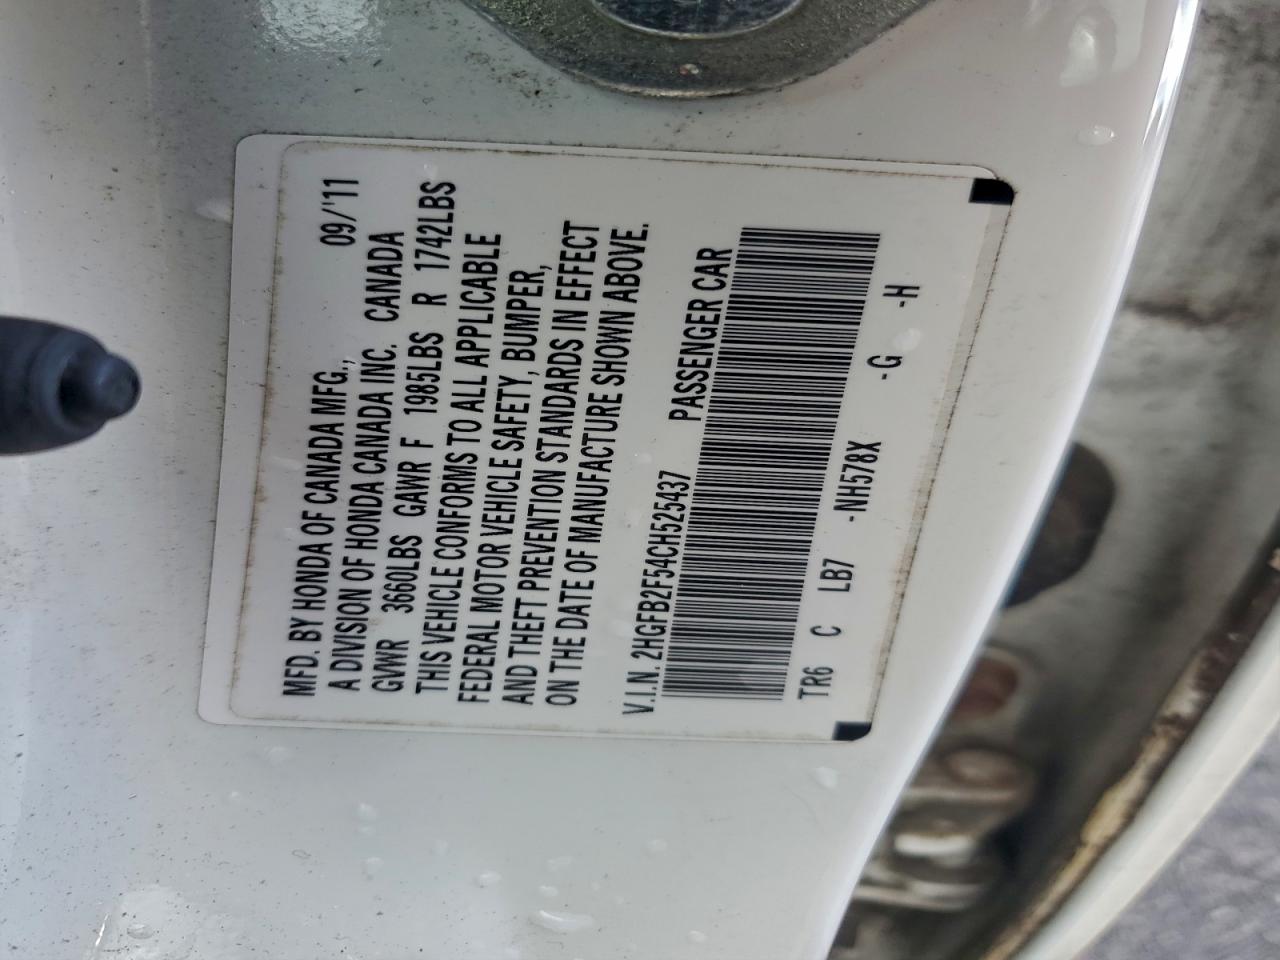 MFD. BY HONDA OF CANADA MFG., 09/'11
A DIVISION OF HONDA CANADA INC. CANADA
GVWR 3660LBS GAWR F 1985LBS R 1742LBS
THIS VEHICLE CONFORMS TO ALL APPLICABLE
FEDERAL MOTOR VEHICLE SAFETY, BUMPER,
AND THEFT PREVENTION STANDARDS IN EFFECT
ON THE DATE OF MANUFACTURE SHOWN ABOVE.
V.I.N. 2HGFB2F54CH525437 PASSENGER CAR
TR6 C LB7 -NH578X -G -H